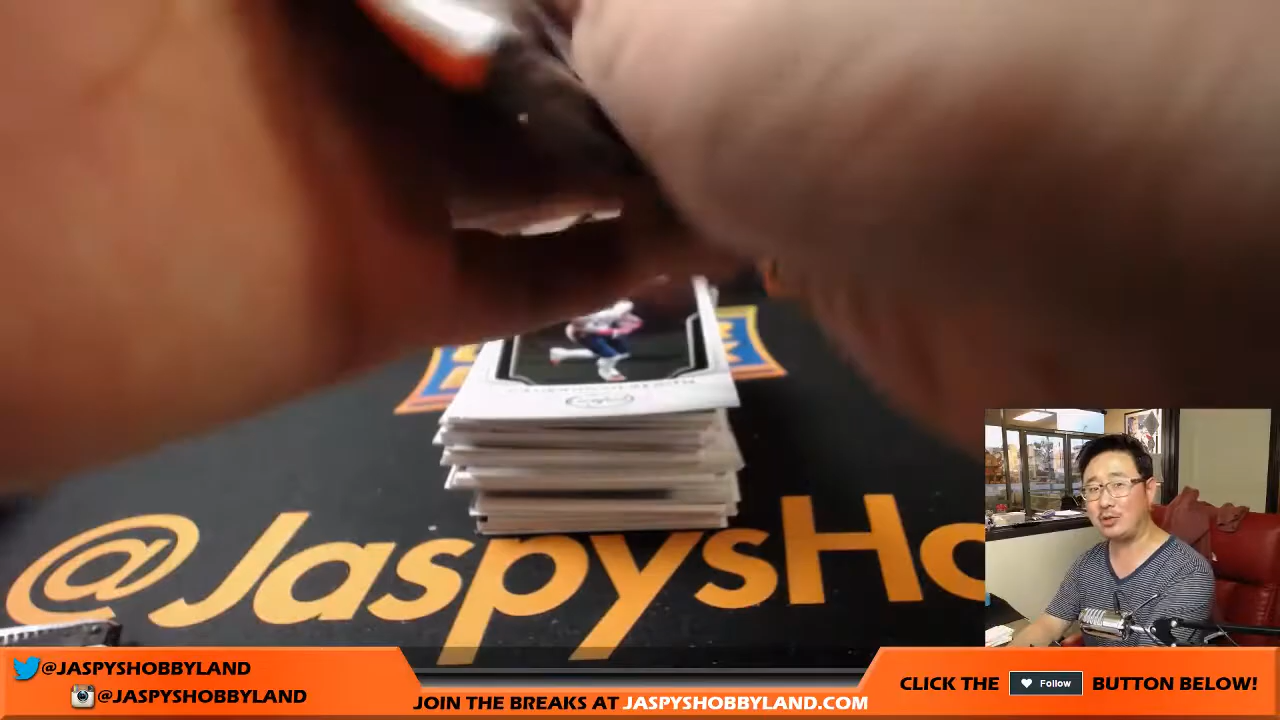 @JaspysHo
@JASPYSHOBBYLAND
@JASPYSHOBBYLAND
JOIN THE BREAKS AT JASPYSHOBBYLAND.COM
CLICK THE Follow BUTTON BELOW!